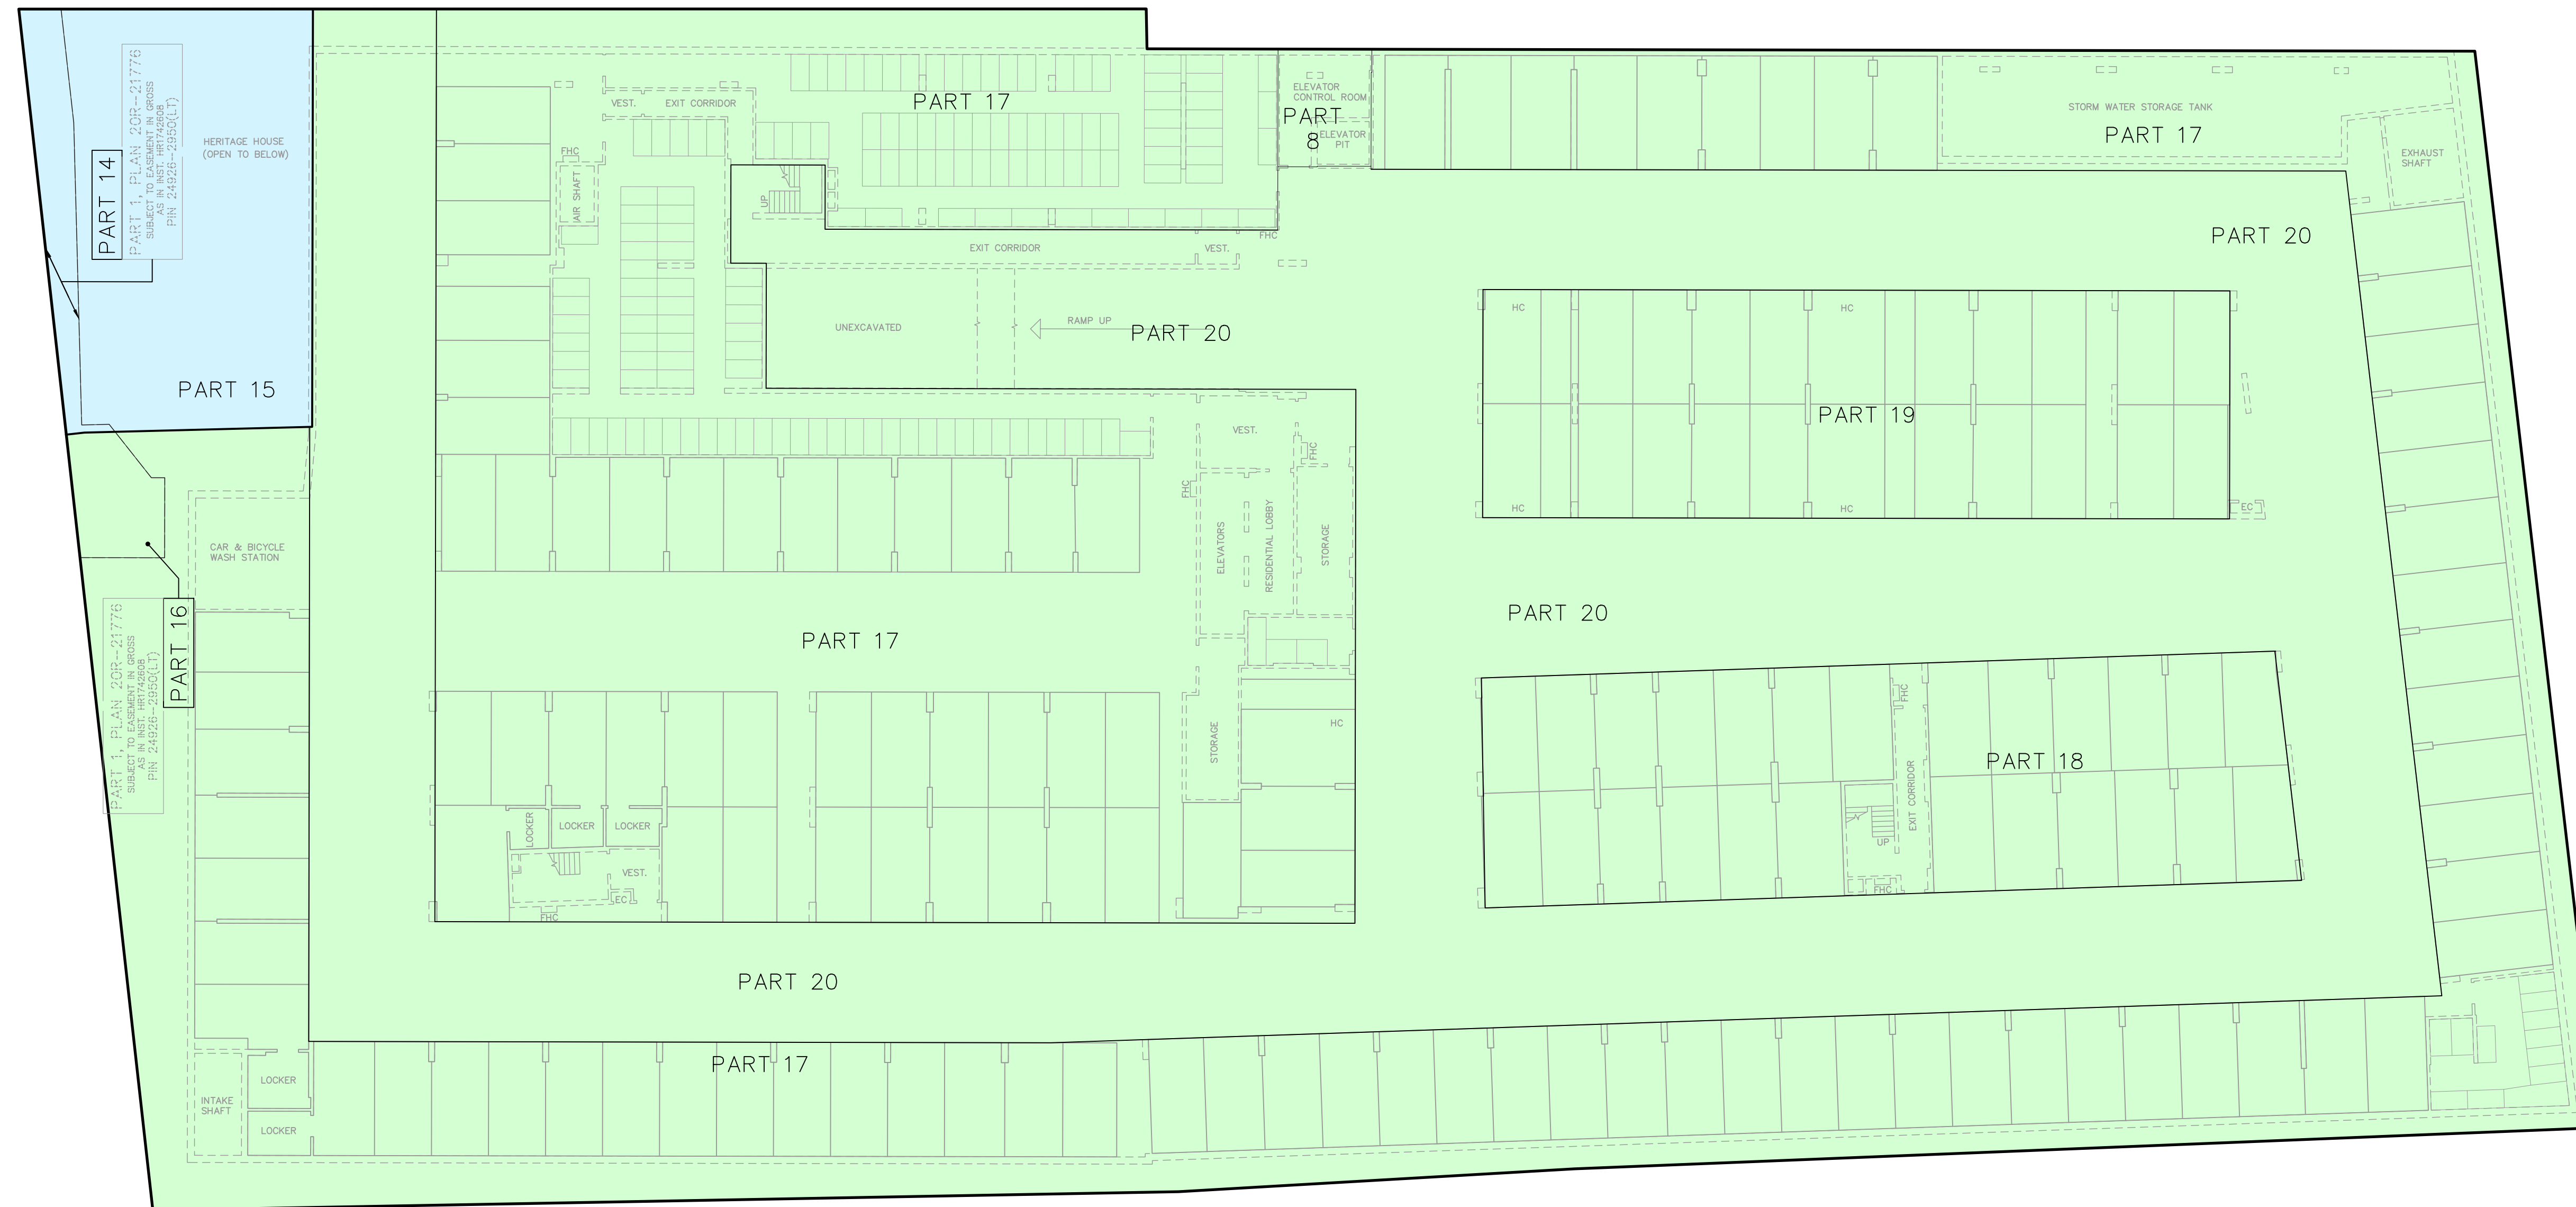 PART 14
PART 1, PLAN 20R-21776
SUBJECT TO EASEMENT IN GROSS
AS IN INST. HR1742608
PIN 24926-2950(LT)
HERITAGE HOUSE
(OPEN TO BELOW)
PART 15
VEST.
EXIT CORRIDOR
PART 17
ELEVATOR
CONTROL ROOM
PART
8
ELEVATOR
PIT
STORM WATER STORAGE TANK
PART 17
EXHAUST
SHAFT
FHC
AIR SHAFT
UP
EXIT CORRIDOR
VEST.
FHC
PART 20
UNEXCAVATED
RAMP UP
PART 20
HC
HC
PART 19
HC
HC
EC
VEST.
FHC
FHC
ELEVATORS
RESIDENTIAL LOBBY
STORAGE
CAR & BICYCLE
WASH STATION
PART 16
PART 1, PLAN 20R-21776
SUBJECT TO EASEMENT IN GROSS
AS IN INST. HR1742608
PIN 24926-2950(LT)
PART 17
PART 20
STORAGE
HC
FHC
PART 18
EXIT CORRIDOR
UP
FHC
LOCKER
LOCKER
LOCKER
VEST.
EC
FHC
PART 20
PART 17
LOCKER
INTAKE
SHAFT
LOCKER